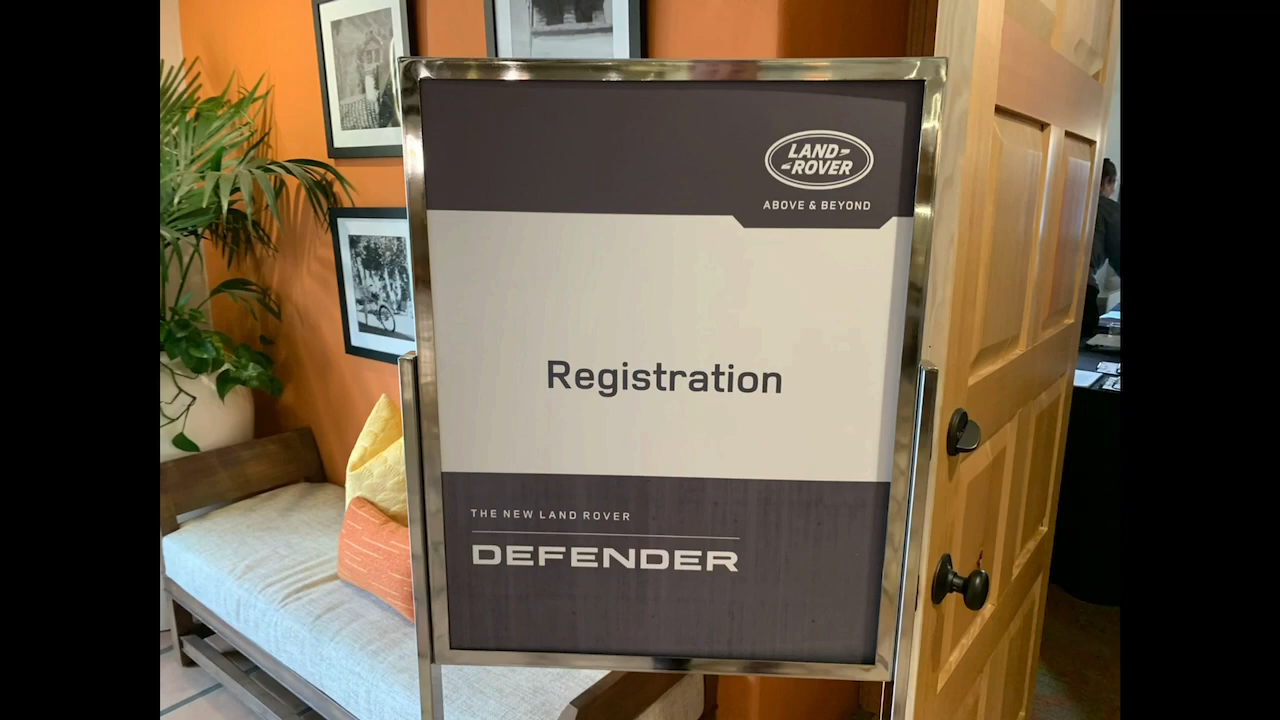 LAND-
-ROVER
ABOVE & BEYOND
Registration
THE NEW LAND ROVER
DEFENDER